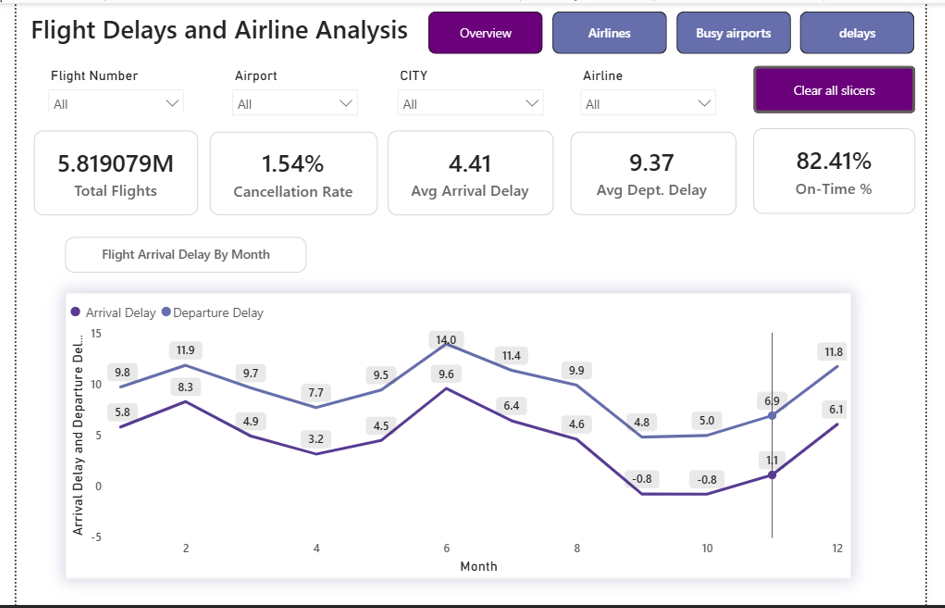 Flight Delays and Airline Analysis
Overview
Airlines
Busy airports
delays
Flight Number
Airport
CITY
Airline
All
All
All
All
Clear all slicers
5.819079M
Total Flights
1.54%
Cancellation Rate
4.41
Avg Arrival Delay
9.37
Avg Dept. Delay
82.41%
On-Time %
Flight Arrival Delay By Month
Arrival Delay
Departure Delay
Arrival Delay and Departure Del...
15
10
5
0
-5
9.8
11.9
9.7
7.7
9.5
14.0
11.4
9.9
4.8
5.0
6.9
11.8
5.8
8.3
4.9
3.2
4.5
9.6
6.4
4.6
-0.8
-0.8
1.1
6.1
2
4
6
8
10
12
Month